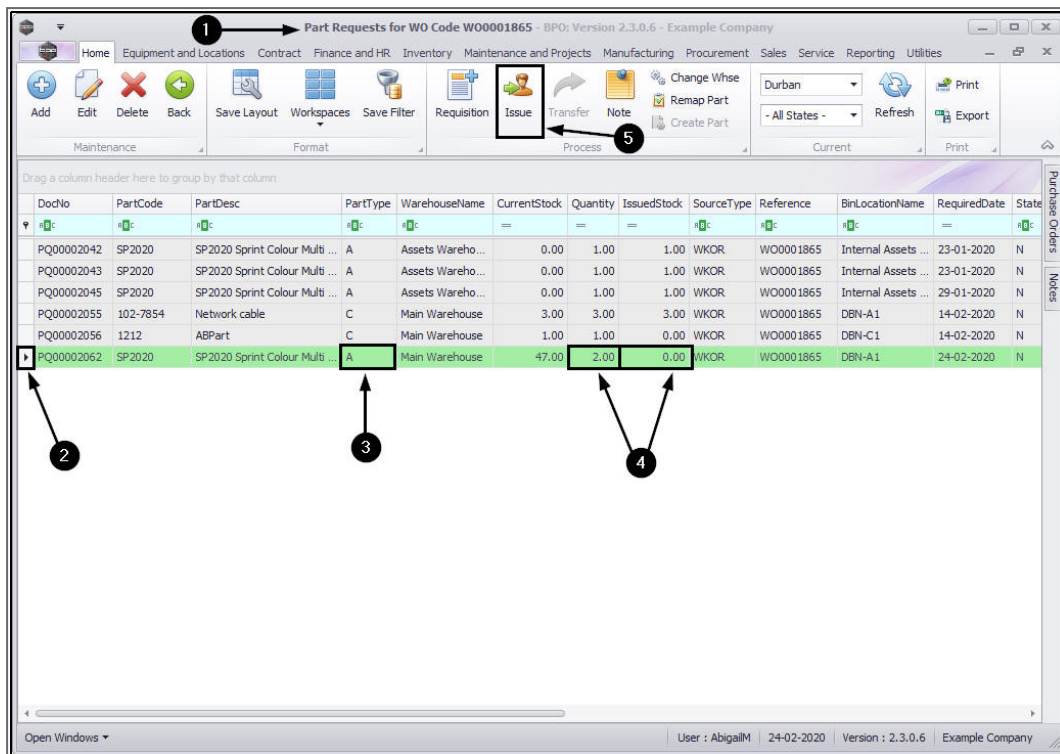 1 Part Requests for WO Code WO0001865 - BPO: Version 2.3.0.6 - Example Company
Home Equipment and Locations Contract Finance and HR Inventory Maintenance and Projects Manufacturing Procurement Sales Service Reporting Utilities
Add Edit Delete Back Save Layout Workspaces Save Filter Requisition Issue Transfer Note Change Whse Remap Part Create Part Durban - All States - Refresh Print Export
5
Maintenance Format Process Current Print
Drag a column header here to group by that column
DocNo PartCode PartDesc PartType WarehouseName CurrentStock Quantity IssuedStock SourceType Reference BinLocationName RequiredDate State
PQ00002042 SP2020 SP2020 Sprint Colour Multi ... A Assets Wareho... 0.00 1.00 1.00 WKOR WO0001865 Internal Assets ... 23-01-2020 N
PQ00002043 SP2020 SP2020 Sprint Colour Multi ... A Assets Wareho... 0.00 1.00 1.00 WKOR WO0001865 Internal Assets ... 23-01-2020 N
PQ00002045 SP2020 SP2020 Sprint Colour Multi ... A Assets Wareho... 0.00 1.00 1.00 WKOR WO0001865 Internal Assets ... 29-01-2020 N
PQ00002055 102-7854 Network cable C Main Warehouse 3.00 3.00 3.00 WKOR WO0001865 DBN-A1 14-02-2020 N
PQ00002056 1212 ABPart C Main Warehouse 1.00 1.00 0.00 WKOR WO0001865 DBN-C1 14-02-2020 N
PQ00002062 SP2020 SP2020 Sprint Colour Multi ... A Main Warehouse 47.00 2.00 0.00 WKOR WO0001865 DBN-A1 24-02-2020 N
Purchase Orders
Notes
2 3 4
Open Windows User : AbigailM 24-02-2020 Version : 2.3.0.6 Example Company